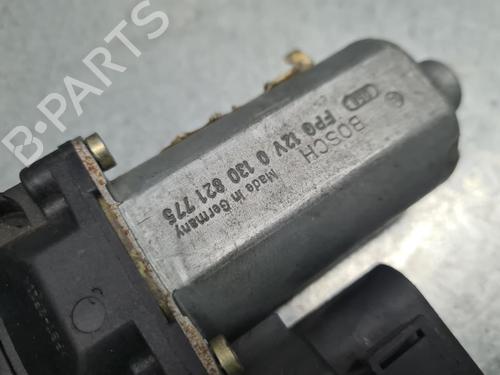 B-PARTS
BOSCH
FPG 12V 0 130 821 775
Made in Germany